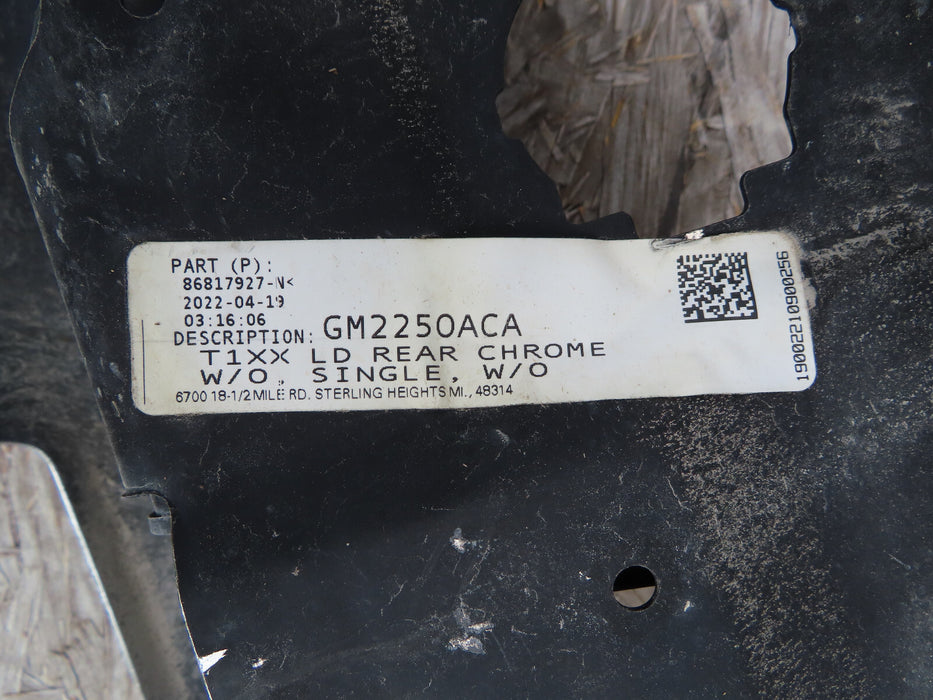 PART (P):
86817927-N<
2022-04-19
03:16:06
DESCRIPTION: GM2250ACA
T1XX LD REAR CHROME
W/O, SINGLE, W/O
6700 18-1/2 MILE RD. STERLING HEIGHTS MI., 48314
19002210900256